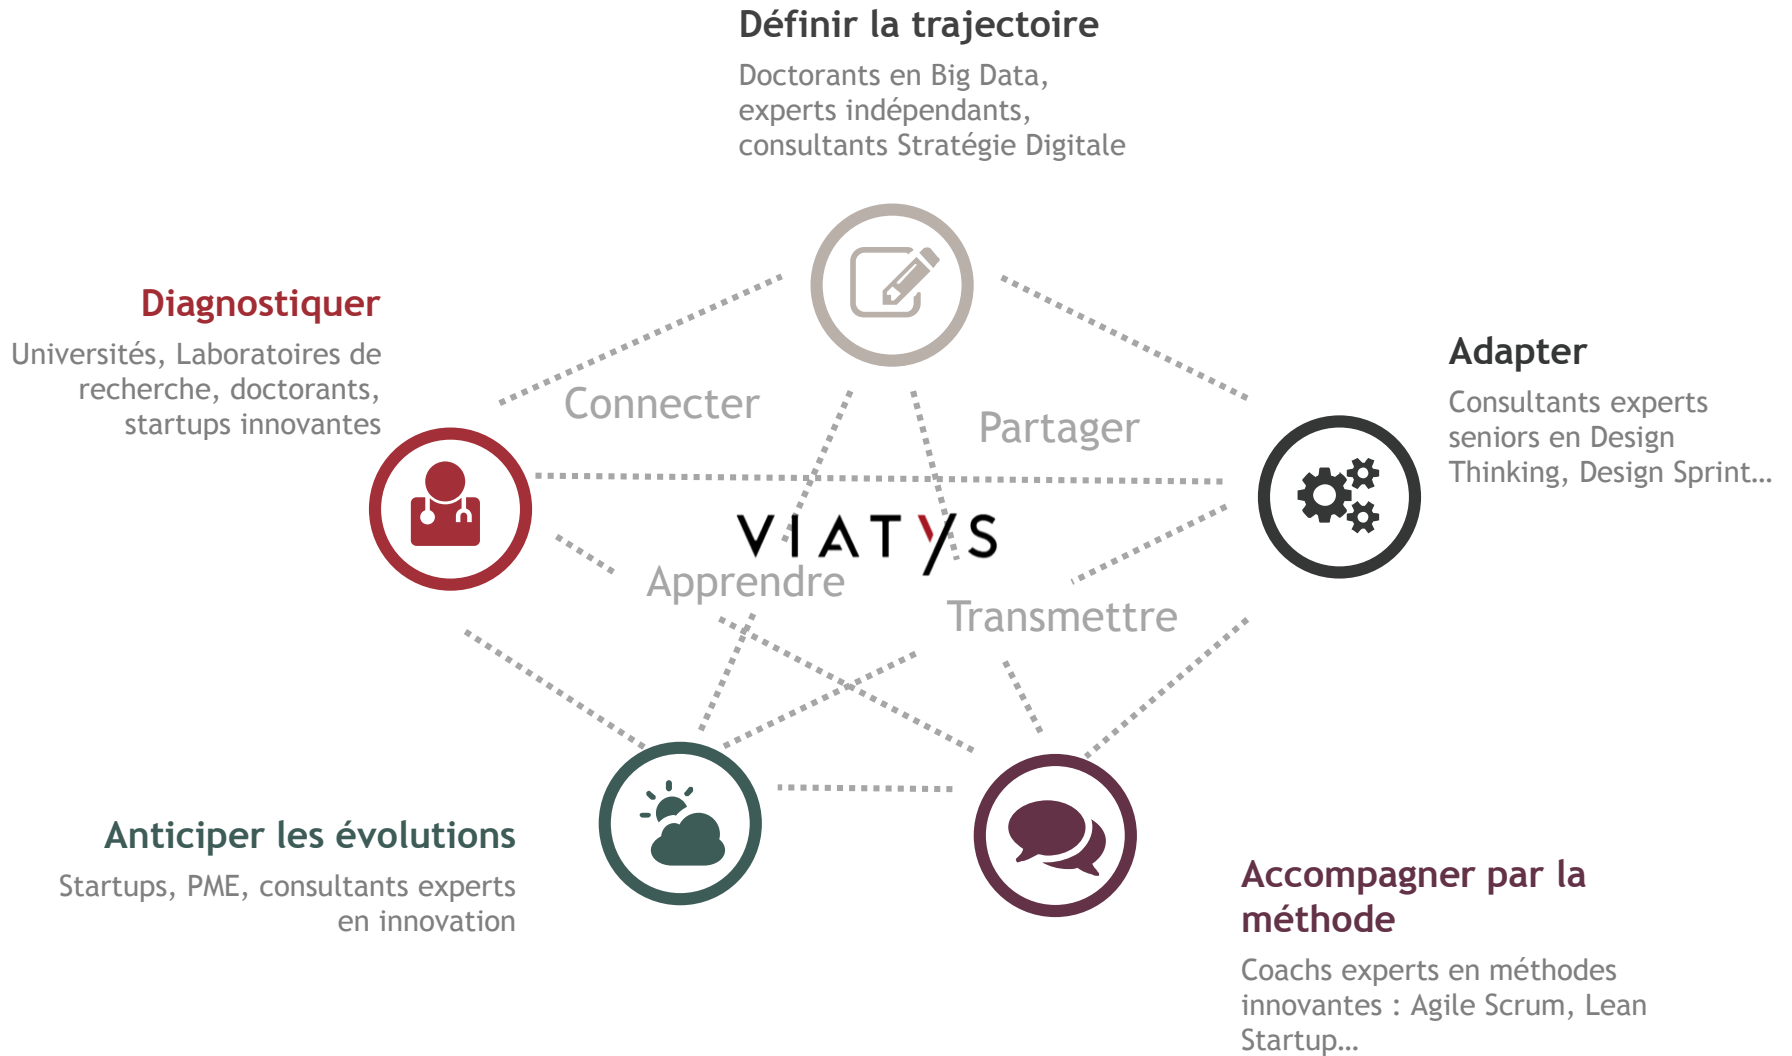 Définir la trajectoire
Doctorants en Big Data,
experts indépendants,
consultants Stratégie Digitale
Diagnostiquer
Universités, Laboratoires de
recherche, doctorants,
startups innovantes
Adapter
Consultants experts
seniors en Design
Thinking, Design Sprint…
Connecter
Partager
VIATYS
Apprendre
Transmettre
Anticiper les évolutions
Startups, PME, consultants experts
en innovation
Accompagner par la
méthode
Coachs experts en méthodes
innovantes : Agile Scrum, Lean
Startup…